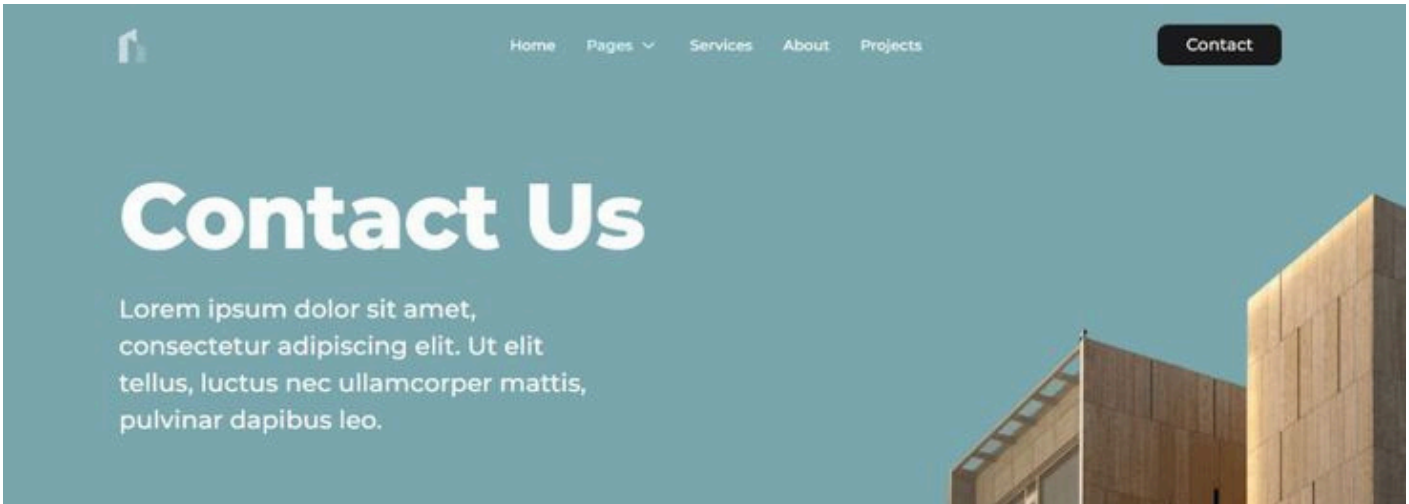 Home Pages Services About Projects Contact
Contact Us
Lorem ipsum dolor sit amet,
consectetur adipiscing elit. Ut elit
tellus, luctus nec ullamcorper mattis,
pulvinar dapibus leo.